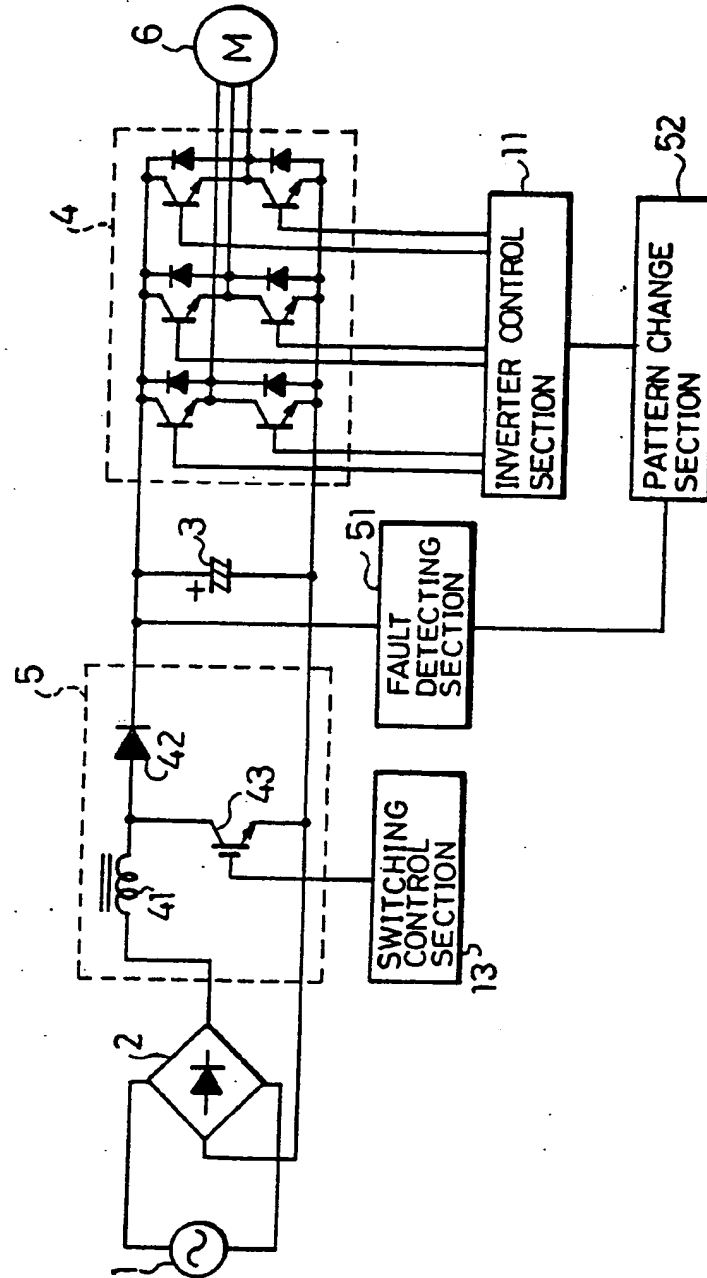 1
2
5
41
42
43
3
+
4
6
M
SWITCHING
CONTROL
SECTION
13
FAULT
DETECTING
SECTION
51
INVERTER CONTROL
SECTION
11
PATTERN CHANGE
SECTION
52